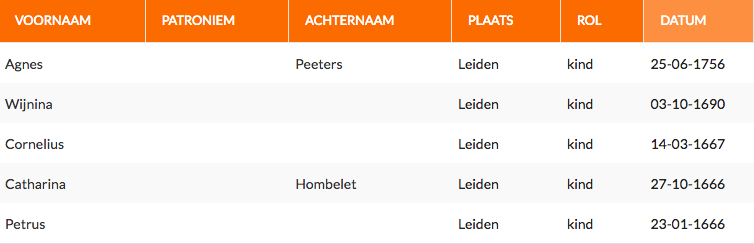 VOORNAAM PATRONIEM ACHTERNAAM PLAATS ROL DATUM
Agnes Peeters Leiden kind 25-06-1756
Wijnina Leiden kind 03-10-1690
Cornelius Leiden kind 14-03-1667
Catharina Hombelet Leiden kind 27-10-1666
Petrus Leiden kind 23-01-1666